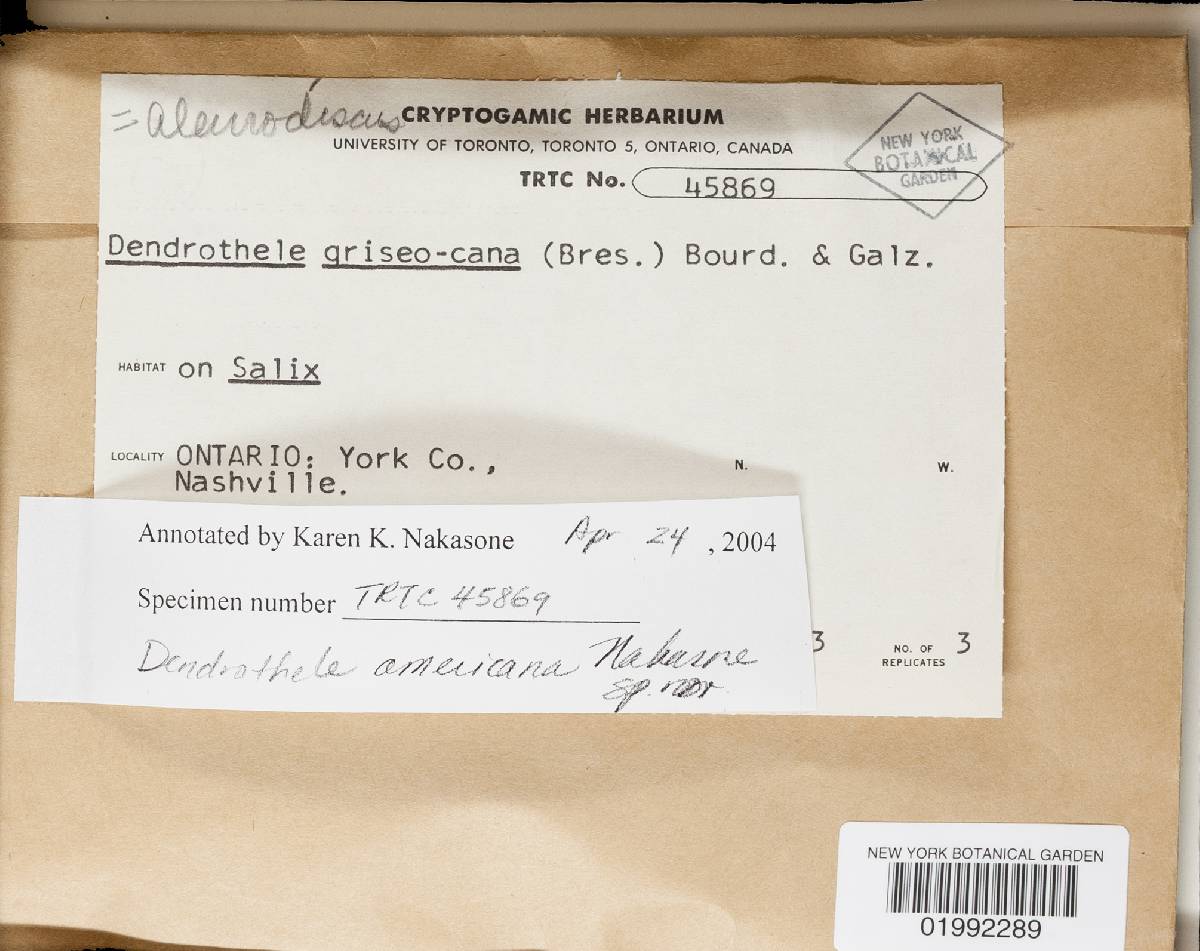 = Aleurodiscus
CRYPTOGAMIC HERBARIUM
UNIVERSITY OF TORONTO, TORONTO 5, ONTARIO, CANADA
TRTC No. 45869
NEW YORK
BOTANICAL
GARDEN
Dendrothele griseo-cana (Bres.) Bourd. & Galz.
HABITAT on Salix
LOCALITY ONTARIO: York Co., N. W.
Nashville.
Annotated by Karen K. Nakasone Apr 24, 2004
Specimen number TRTC 45869
Dendrothele americana Nakasone
sp. nov.
3
NO. OF REPLICATES 3
NEW YORK BOTANICAL GARDEN
01992289